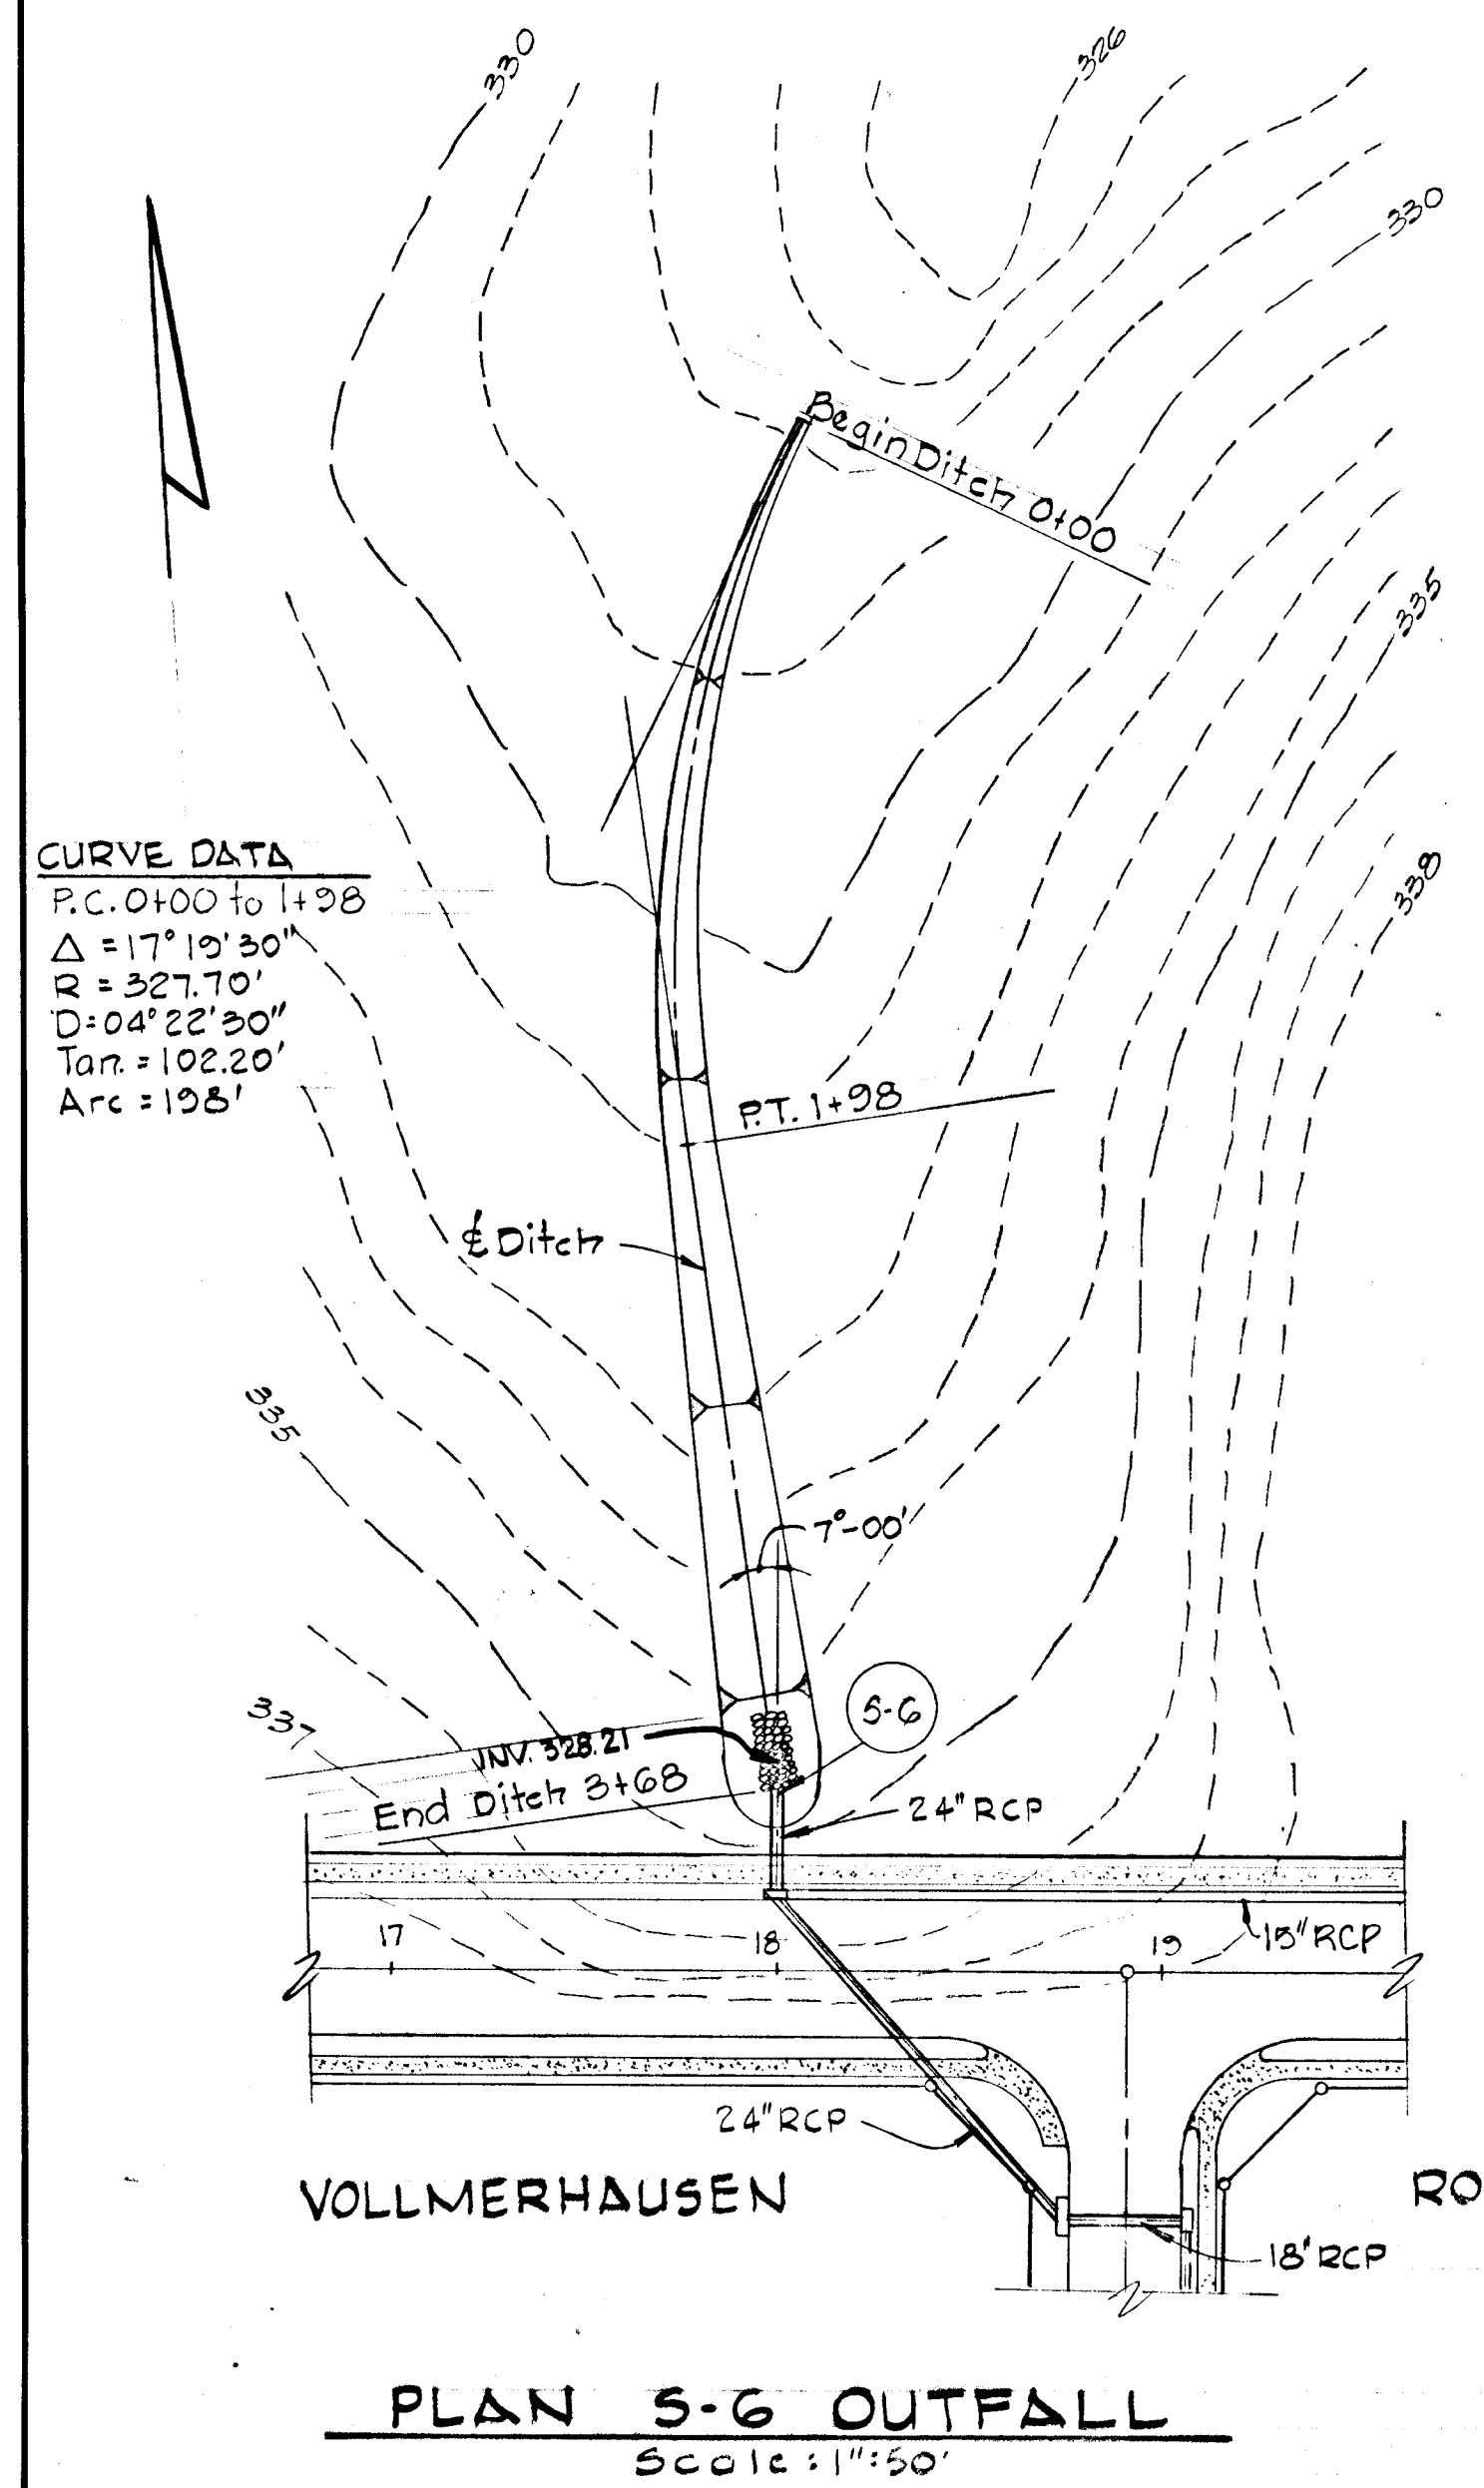 330
326
330
Begin Ditch 0+00
335
CURVE DATA
P.C. 0+00 to 1+98
Δ = 17° 19' 30"
R = 327.70'
D = 04° 22' 30"
Tan. = 102.20'
Arc = 198'
338
P.T. 1+98
℄ Ditch
335
7°-00'
S-6
337
INV. 328.21
End Ditch 3+68
24" RCP
17
18
19
15" RCP
24" RCP
VOLLMERHAUSEN
RO
18" RCP
PLAN S-6 OUTFALL
Scale : 1" : 50'